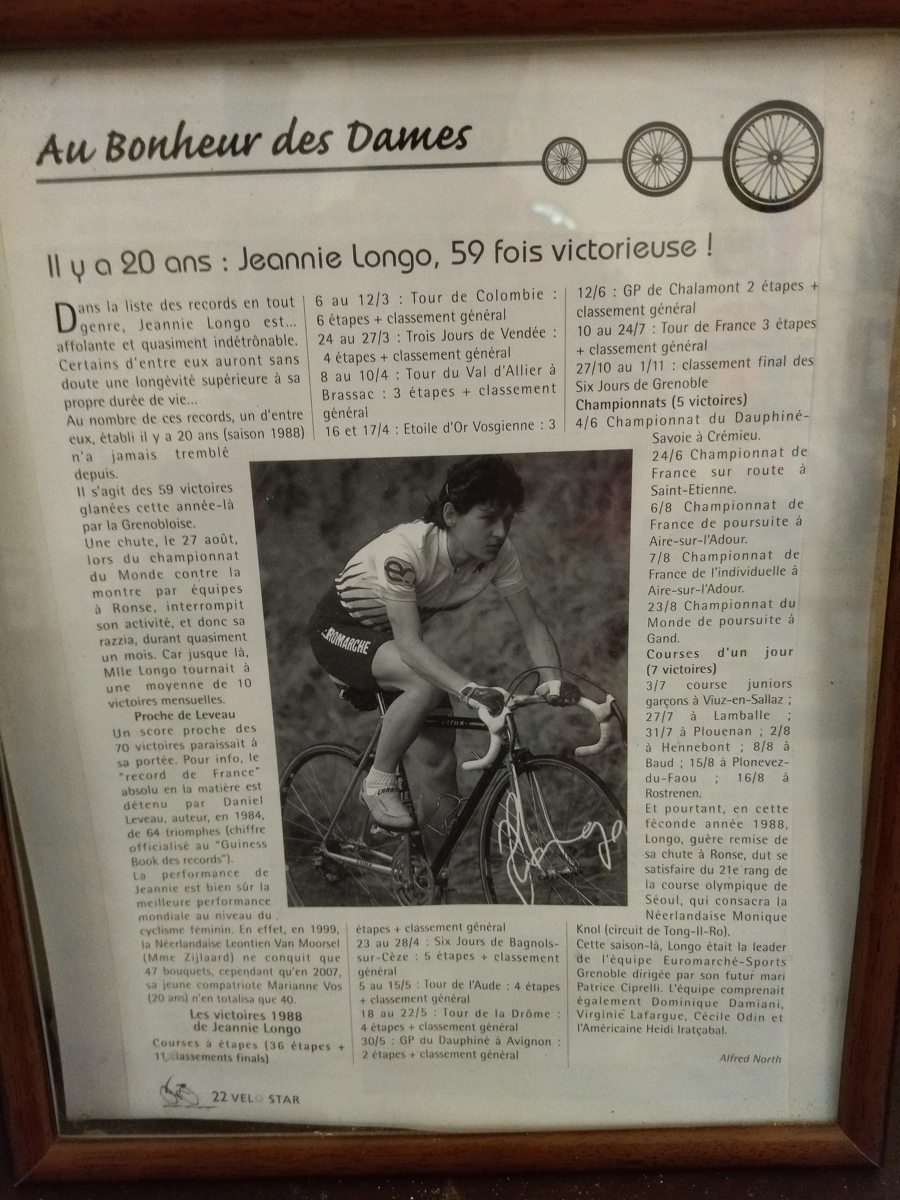 Au Bonheur des Dames
Il y a 20 ans : Jeannie Longo, 59 fois victorieuse !
Dans la liste des records en tout
genre, Jeannie Longo est...
affolante et quasiment indétrônable.
Certains d'entre eux auront sans
doute une longévité supérieure à sa
propre durée de vie...
Au nombre de ces records, un d'entre
eux, établi il y a 20 ans (saison 1988)
n'a jamais tremblé
depuis.
Il s'agit des 59 victoires
glanées cette année-là
par la Grenobloise.
Une chute, le 27 août,
lors du championnat
du Monde contre la
montre par équipes
à Ronse, interrompit
son activité, et donc sa
razzia, durant quasiment
un mois. Car jusque là,
Mlle Longo tournait à
une moyenne de 10
victoires mensuelles.
Proche de Leveau
Un score proche des
70 victoires paraissait à
sa portée. Pour info, le
"record de France"
absolu en la matière est
détenu par Daniel
Leveau, auteur, en 1984,
de 64 triomphes (chiffre
officialisé au "Guiness
Book des records").
La performance de
Jeannie est bien sûr la
meilleure performance
mondiale au niveau du
cyclisme féminin. En effet, en 1999,
la Néerlandaise Leontien Van Moorsel
(Mme Zijlaard) ne conquit que
47 bouquets, cependant qu'en 2007,
sa jeune compatriote Marianne Vos
(20 ans) n'en totalisa que 40.
Les victoires 1988
de Jeannie Longo
Courses à étapes (36 étapes +
11 classements finals)
6 au 12/3 : Tour de Colombie :
6 étapes + classement général
24 au 27/3 : Trois Jours de Vendée :
4 étapes + classement général
8 au 10/4 : Tour du Val d'Allier à
Brassac : 3 étapes + classement
général
16 et 17/4 : Etoile d'Or Vosgienne : 3
étapes + classement général
23 au 28/4 : Six Jours de Bagnols-
sur-Cèze : 5 étapes + classement
général
5 au 15/5 : Tour de l'Aude : 4 étapes
+ classement général
18 au 22/5 : Tour de la Drôme :
4 étapes + classement général
30/5 : GP du Dauphiné à Avignon :
2 étapes + classement général
12/6 : GP de Chalamont 2 étapes +
classement général
10 au 24/7 : Tour de France 3 étapes
+ classement général
27/10 au 1/11 : classement final des
Six Jours de Grenoble
Championnats (5 victoires)
4/6 Championnat du Dauphiné-
Savoie à Crémieu.
24/6 Championnat de
France sur route à
Saint-Etienne.
6/8 Championnat de
France de poursuite à
Aire-sur-l'Adour.
7/8 Championnat de
France de l'individuelle à
Aire-sur-l'Adour.
23/8 Championnat du
Monde de poursuite à
Gand.
Courses d'un jour
(7 victoires)
3/7 course juniors
garçons à Viuz-en-Sallaz ;
27/7 à Lamballe ;
31/7 à Plouenan ; 2/8
à Hennebont ; 8/8 à
Baud ; 15/8 à Plonevez-
du-Faou ; 16/8 à
Rostrenen.
Et pourtant, en cette
féconde année 1988,
Longo, guère remise de
sa chute à Ronse, dut se
satisfaire du 21e rang de
la course olympique de
Séoul, qui consacra la
Néerlandaise Monique
Knol (circuit de Tong-Il-Ro).
Cette saison-là, Longo était la leader
de l'équipe Euromarché-Sports
Grenoble dirigée par son futur mari
Patrice Ciprelli. L'équipe comprenait
également Dominique Damiani,
Virginie Lafargue, Cécile Odin et
l'Américaine Heidi Iratçabal.
Alfred North
ROMARCHE
Longo
22 VELO STAR